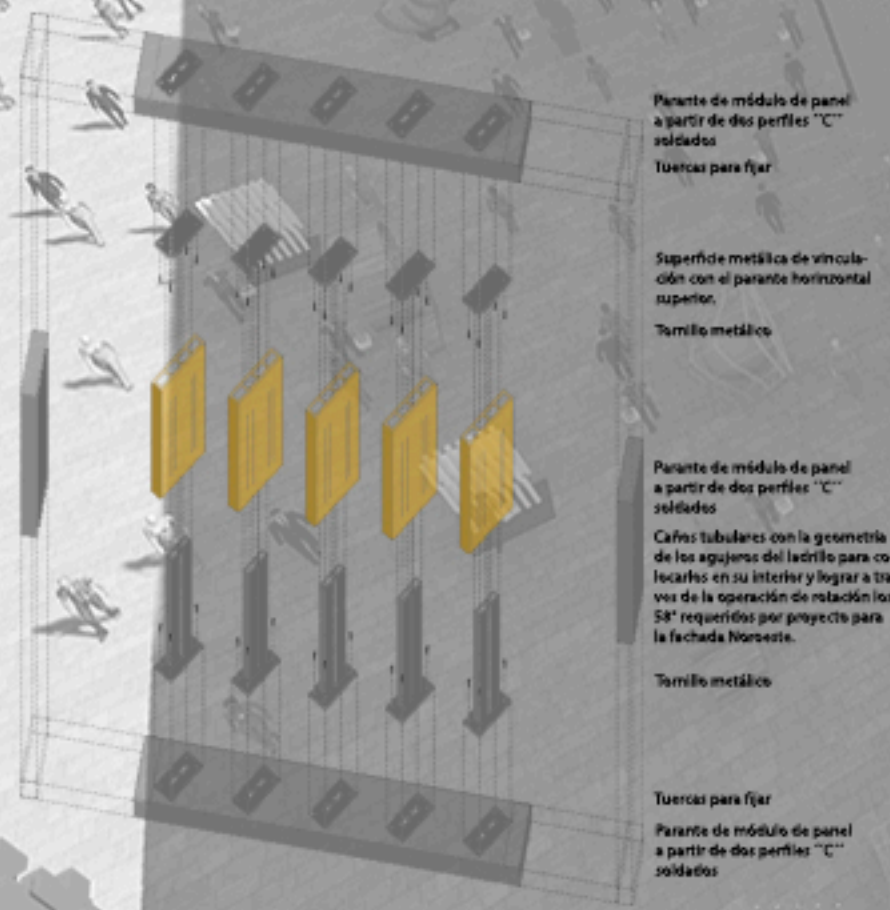 Parante de módulo de panel
a partir de dos perfiles ¨C¨
soldados
Tuercas para fijar
Superficie metálica de vincula-
ción con el parante horinzontal
superior.
Tornillo metálico
Parante de módulo de panel
a partir de dos perfiles ¨C¨
soldados
Caños tubulares con la geometría
de los agujeros del ladrillo para co-
locarlos en su interior y lograr a tra
ves de la operación de rotación los
58° requeridos por proyecto para
la fachada Noroeste.
Tornillo metálico
Tuercas para fijar
Parante de módulo de panel
a partir de dos perfiles ¨C¨
soldados